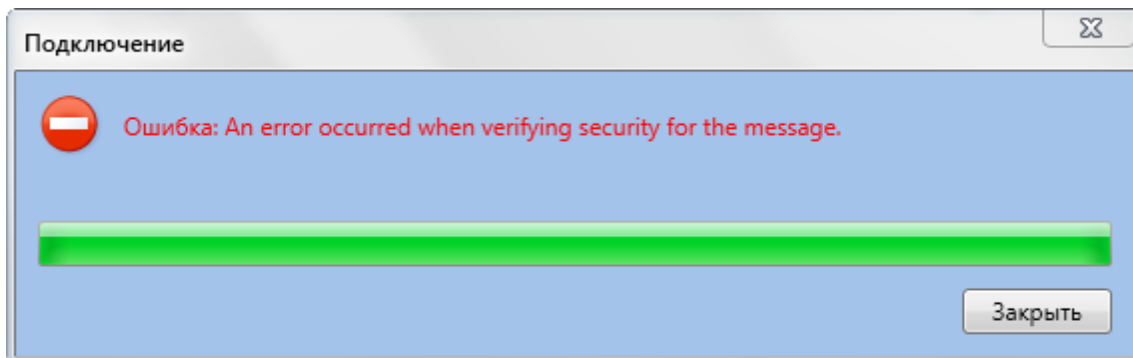 Подключение
Ошибка: An error occurred when verifying security for the message.
Закрыть